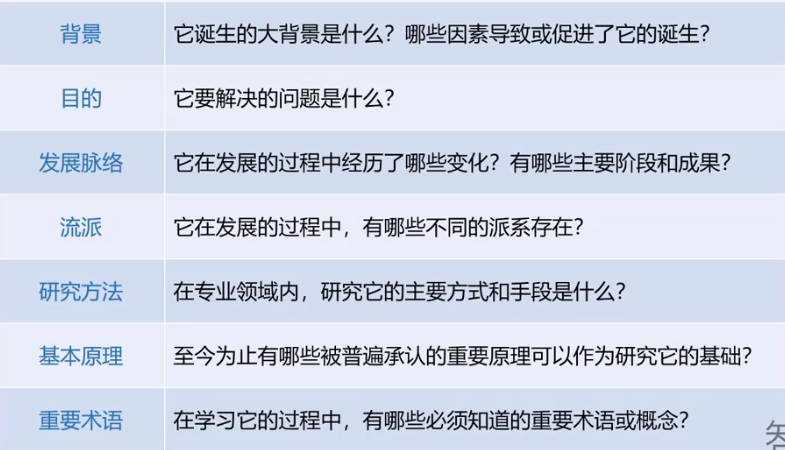 背景 它诞生的大背景是什么？哪些因素导致或促进了它的诞生？
目的 它要解决的问题是什么？
发展脉络 它在发展的过程中经历了哪些变化？有哪些主要阶段和成果？
流派 它在发展的过程中，有哪些不同的派系存在？
研究方法 在专业领域内，研究它的主要方式和手段是什么？
基本原理 至今为止有哪些被普遍承认的重要原理可以作为研究它的基础？
重要术语 在学习它的过程中，有哪些必须知道的重要术语或概念？